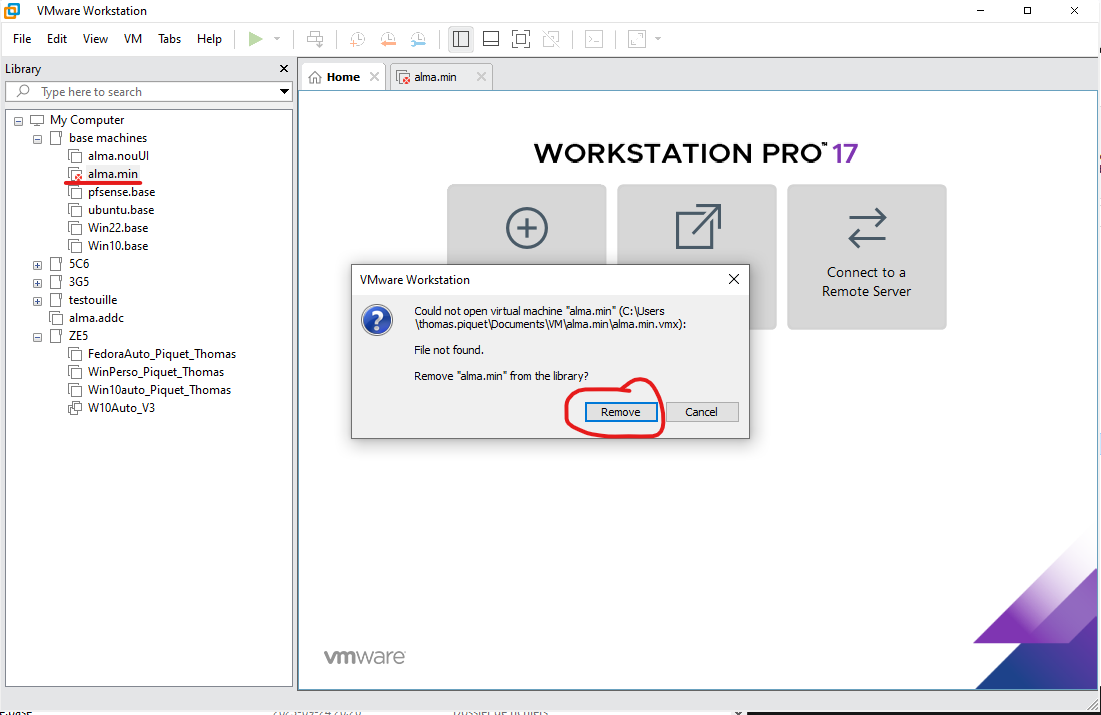 VMware Workstation
File Edit View VM Tabs Help
Library
Type here to search
My Computer
base machines
alma.nouUI
alma.min
pfsense.base
ubuntu.base
Win22.base
Win10.base
5C6
3G5
testouille
alma.addc
ZE5
FedoraAuto_Piquet_Thomas
WinPerso_Piquet_Thomas
Win10auto_Piquet_Thomas
W10Auto_V3
Home
alma.min
WORKSTATION PRO™ 17
Connect to a
Remote Server
VMware Workstation
Could not open virtual machine "alma.min" (C:\Users
\thomas.piquet\Documents\VM\alma.min\alma.min.vmx):
File not found.
Remove "alma.min" from the library?
Remove
Cancel
vmware